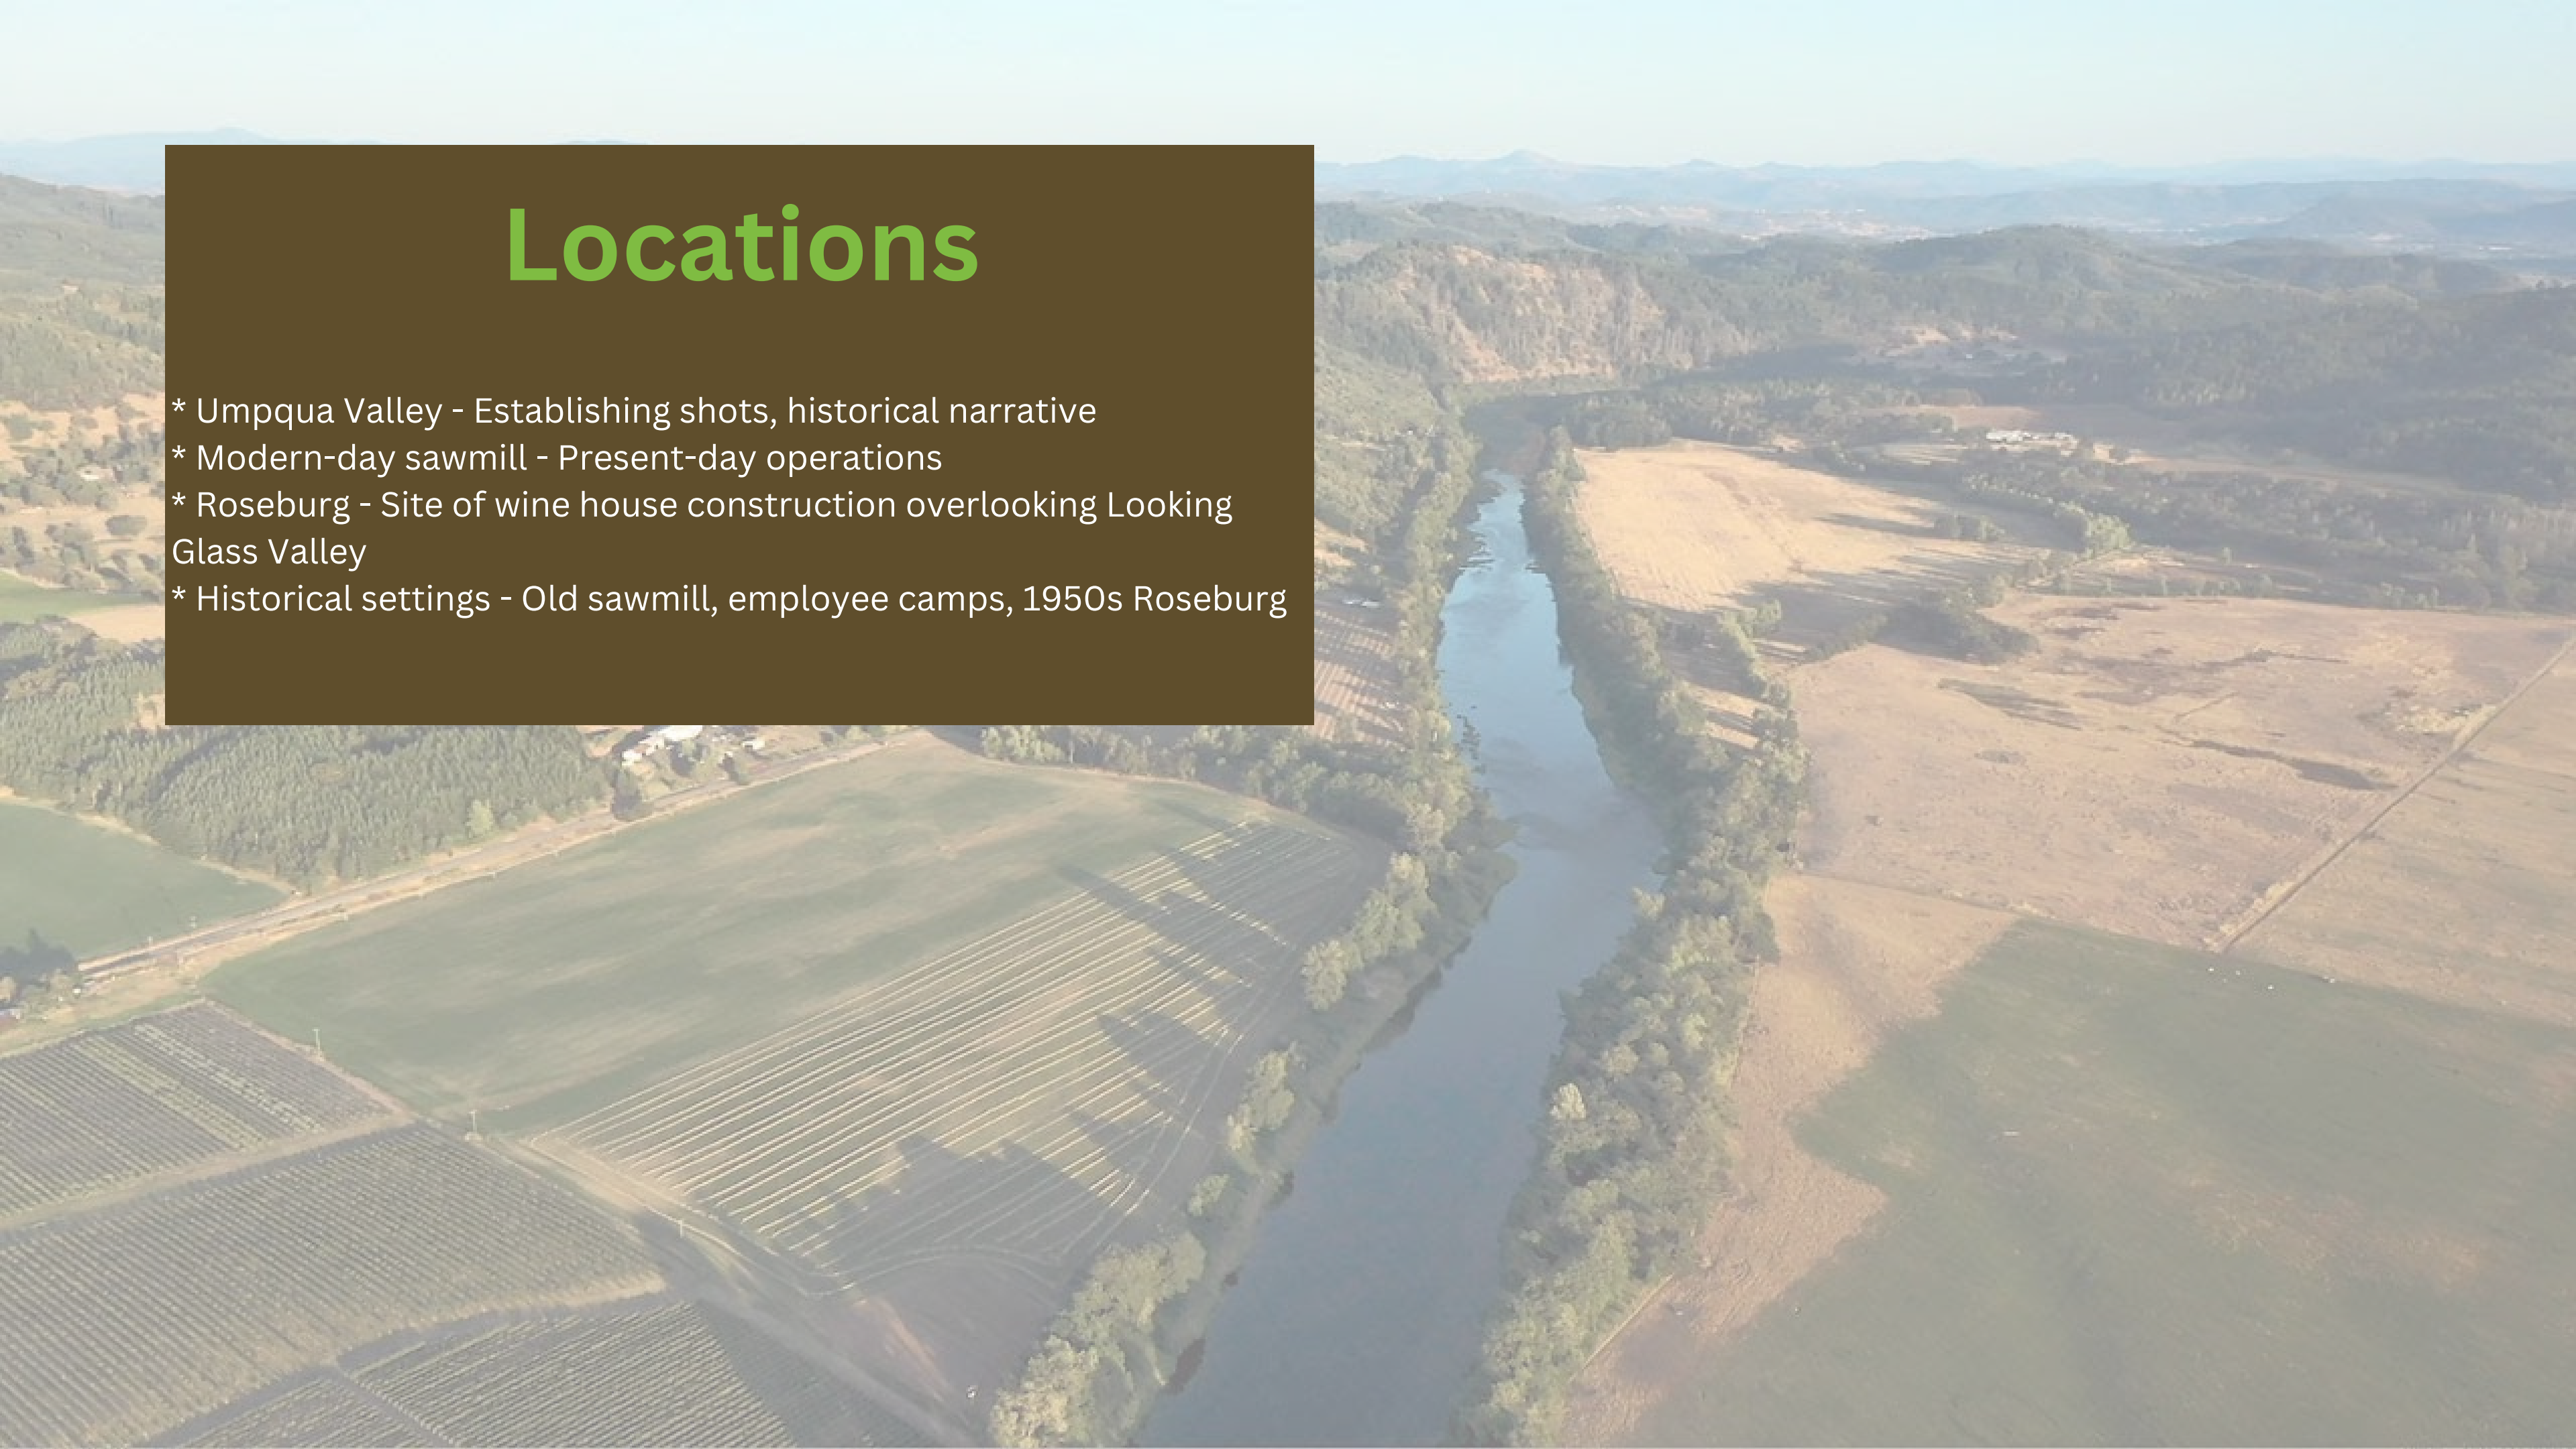 Locations
* Umpqua Valley - Establishing shots, historical narrative
* Modern-day sawmill - Present-day operations
* Roseburg - Site of wine house construction overlooking Looking
Glass Valley
* Historical settings - Old sawmill, employee camps, 1950s Roseburg